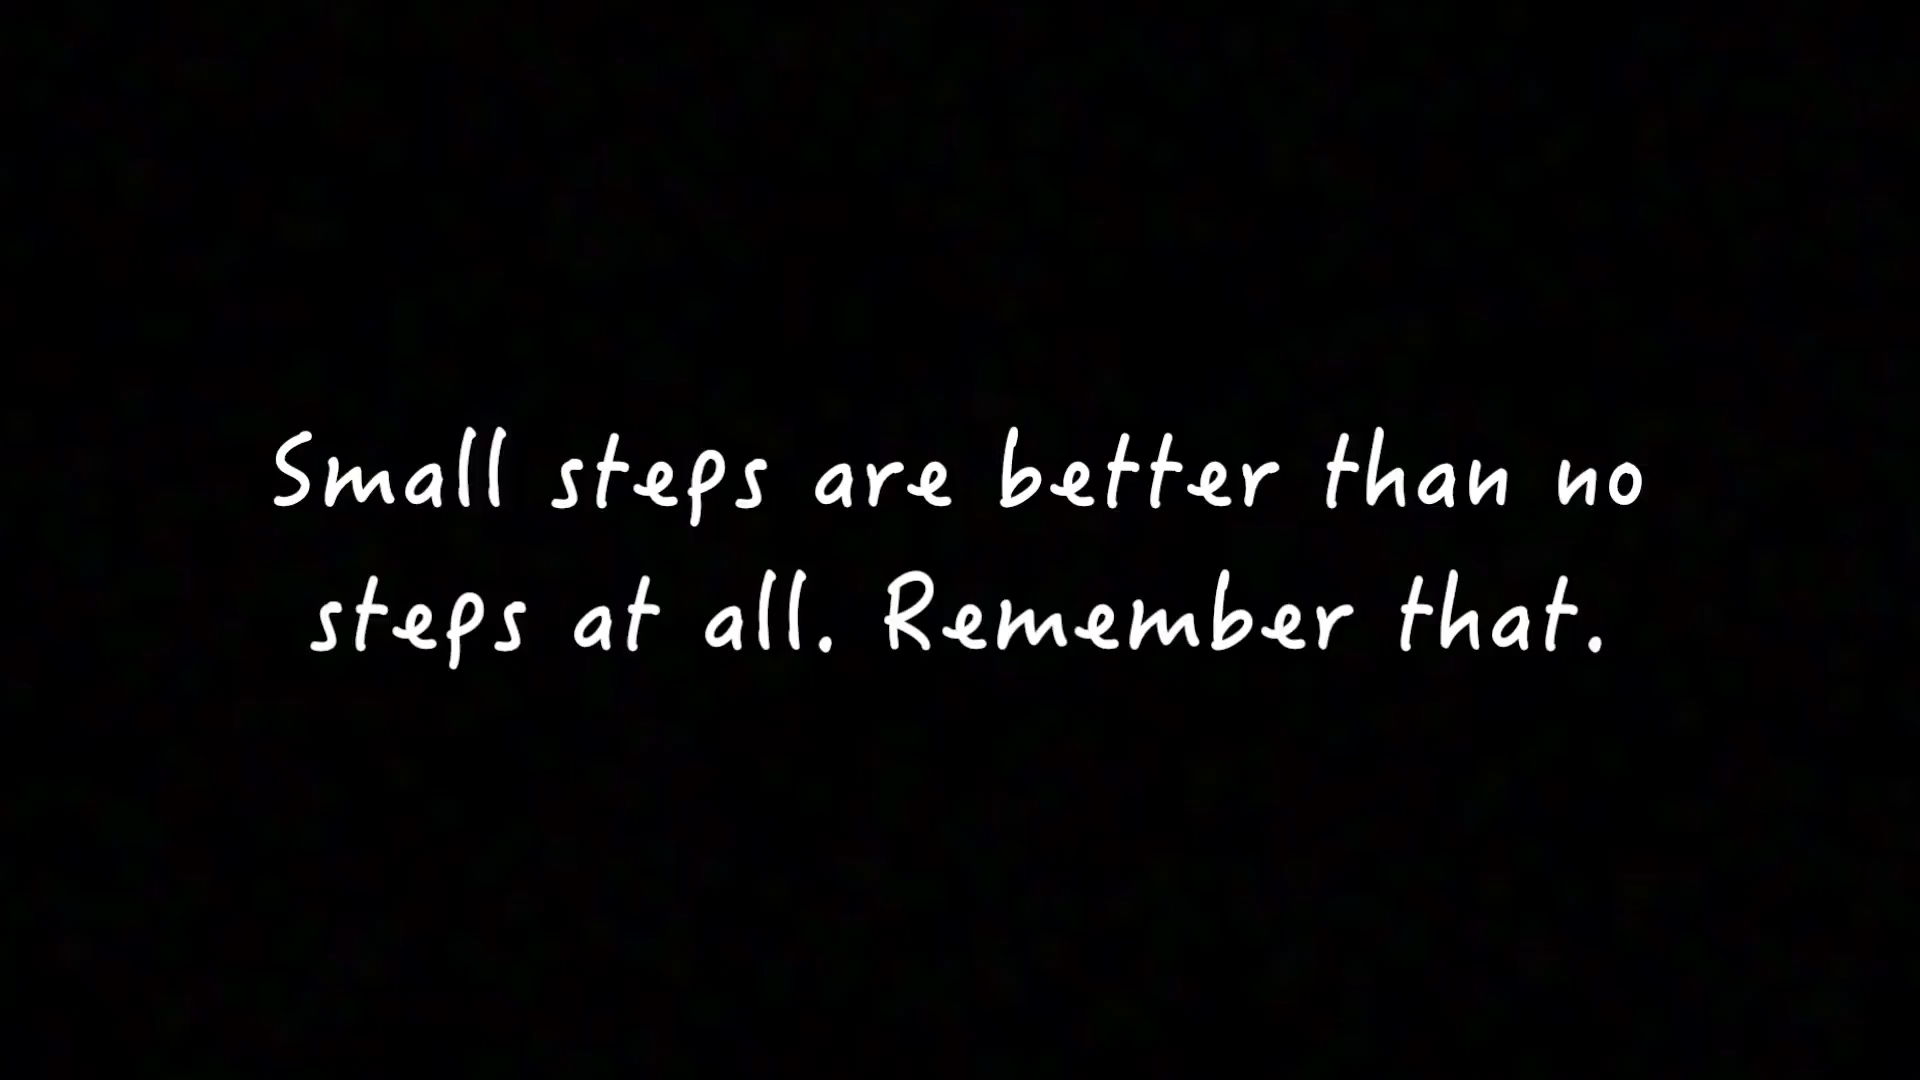 Small steps are better than no
steps at all. Remember that.